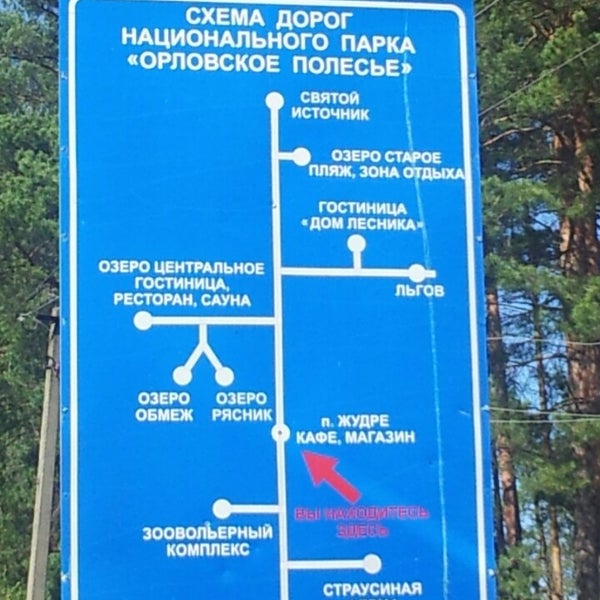 СХЕМА ДОРОГ
НАЦИОНАЛЬНОГО ПАРКА
«ОРЛОВСКОЕ ПОЛЕСЬЕ»
СВЯТОЙ
ИСТОЧНИК
ОЗЕРО СТАРОЕ
ПЛЯЖ, ЗОНА ОТДЫХА
ГОСТИНИЦА
«ДОМ ЛЕСНИКА»
ОЗЕРО ЦЕНТРАЛЬНОЕ
ГОСТИНИЦА,
РЕСТОРАН, САУНА
ЛЬГОВ
ОЗЕРО
ОБМЕЖ
ОЗЕРО
РЯСНИК
п. ЖУДРЕ
КАФЕ, МАГАЗИН
ВЫ НАХОДИТЕСЬ
ЗДЕСЬ
ЗООВОЛЬЕРНЫЙ
КОМПЛЕКС
СТРАУСИНАЯ